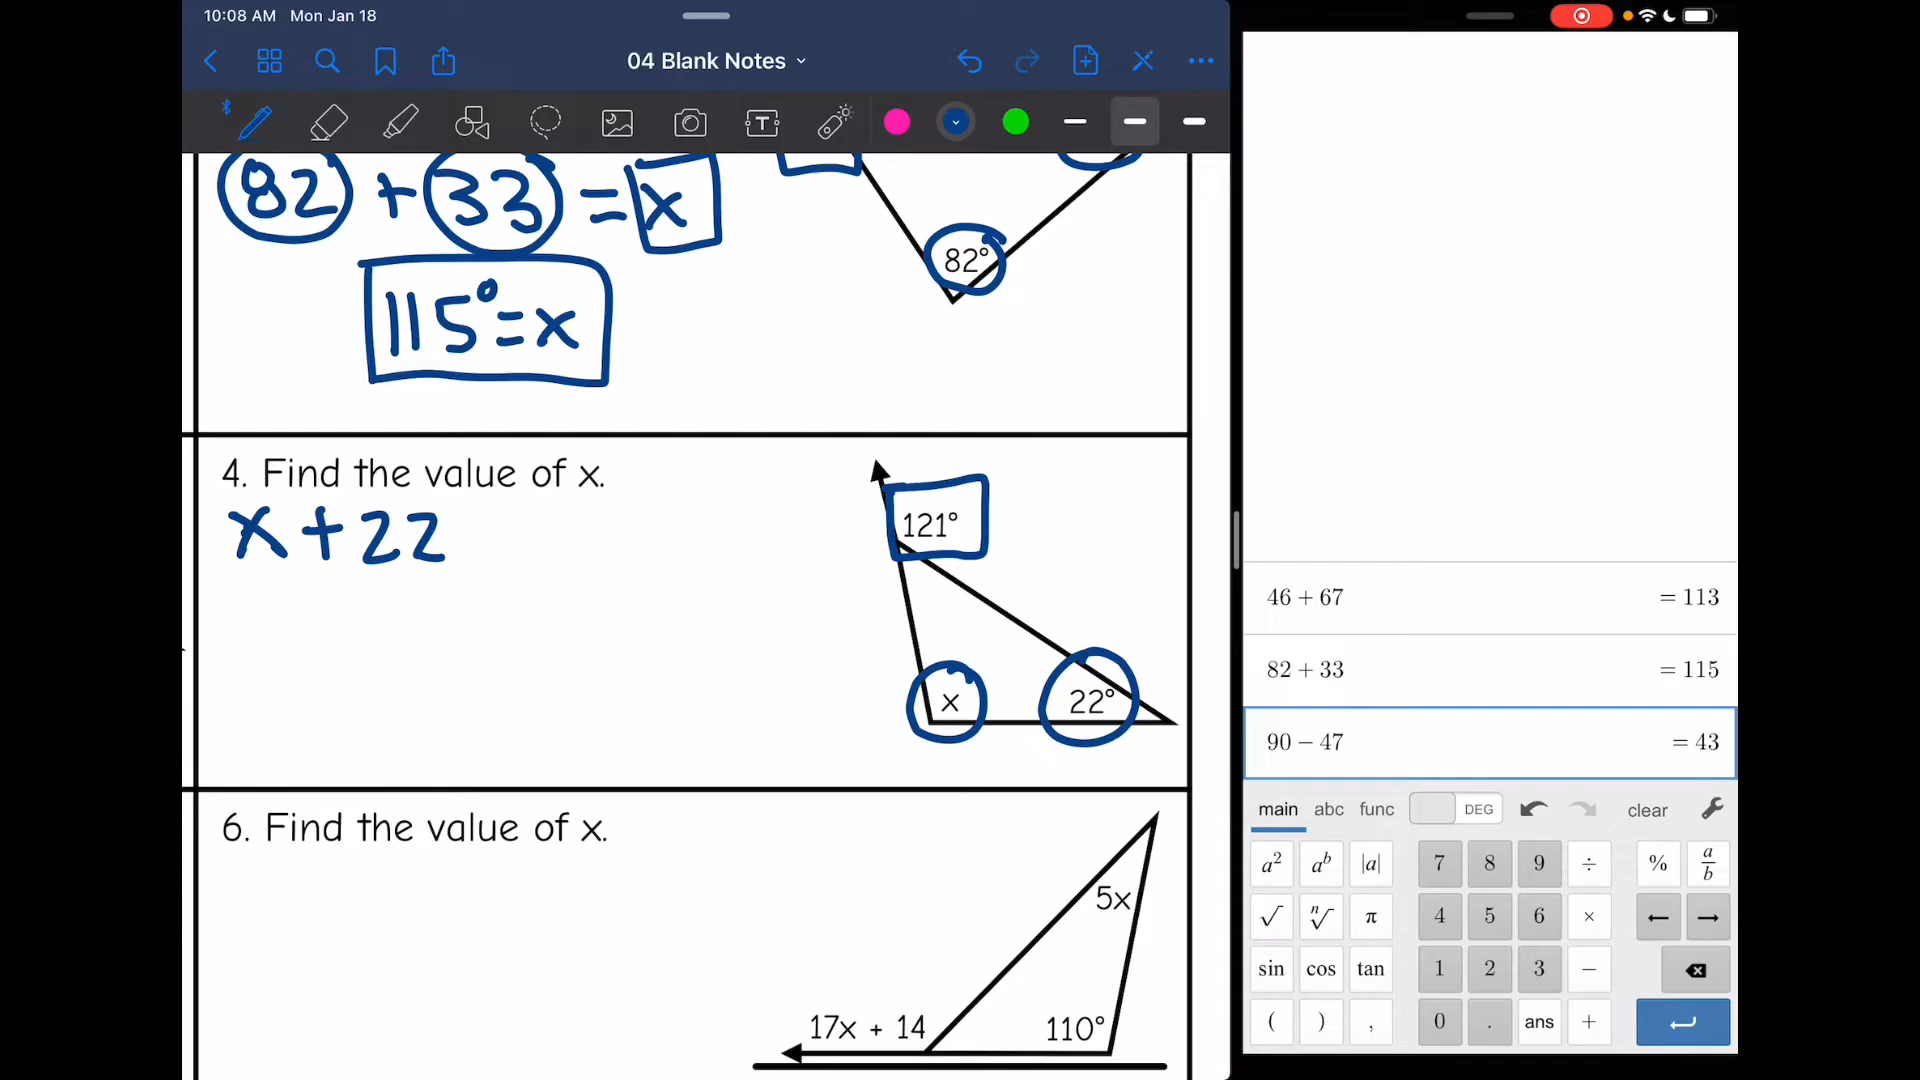 10:08 AM Mon Jan 18
04 Blank Notes
82 + 33 = x
82°
115° = x
4. Find the value of x.
x + 22
121°
x
22°
6. Find the value of x.
5x
17x + 14
110°
46 + 67 = 113
82 + 33 = 115
90 − 47 = 43
main abc func DEG clear
a² aᵇ |a| 7 8 9 ÷ % a/b
√ ⁿ√ π 4 5 6 × ← →
sin cos tan 1 2 3 −
( ) , 0 . ans +